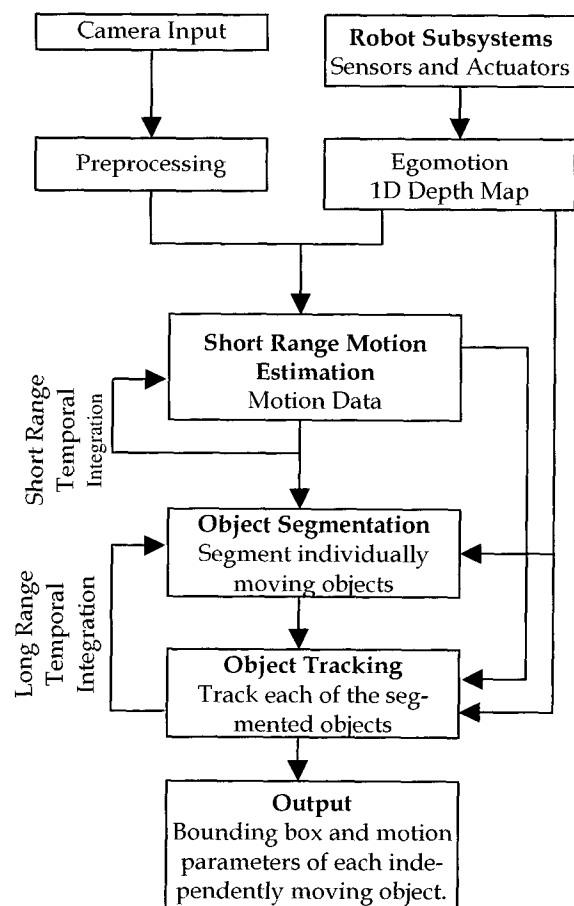 Camera Input
Robot Subsystems
Sensors and Actuators
Preprocessing
Egomotion
1D Depth Map
Short Range Motion
Estimation
Motion Data
Short Range
Temporal
Integration
Object Segmentation
Segment individually
moving objects
Long Range
Temporal
Integration
Object Tracking
Track each of the seg-
mented objects
Output
Bounding box and motion
parameters of each inde-
pendently moving object.